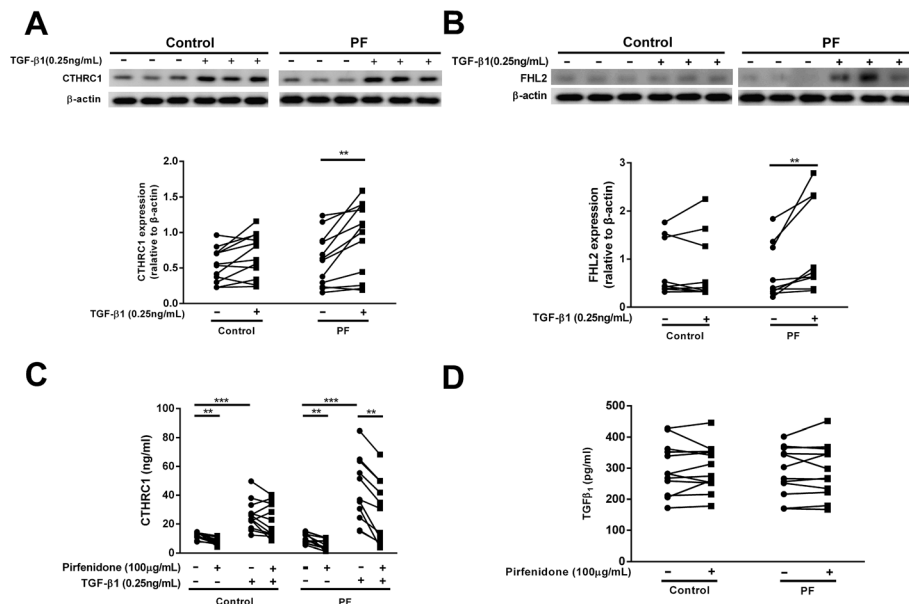 A
Control PF
TGF-β1(0.25ng/mL) − − − + + + − − − + + +
CTHRC1
β-actin
CTHRC1 expression
(ralative to β-actin)
2.0
1.5
1.0
0.5
0.0
**
− + − +
TGF-β1 (0.25ng/mL)
Control PF
B
Control PF
TGF-β1(0.25ng/mL) − − − + + + − − − + + +
FHL2
β-actin
FHL2 expression
(ralative to β-actin)
3
2
1
0
**
− + − +
TGF-β1 (0.25ng/mL)
Control PF
C
CTHRC1 (ng/ml)
100
80
60
40
20
0
*** ***
** ** **
Pirfenidone (100μg/mL) − + − + − + − +
TGF-β1 (0.25ng/mL) + + + +
Control PF
D
TGFβ1 (pg/ml)
500
400
300
200
100
0
Pirfenidone (100μg/mL) − + − +
Control PF